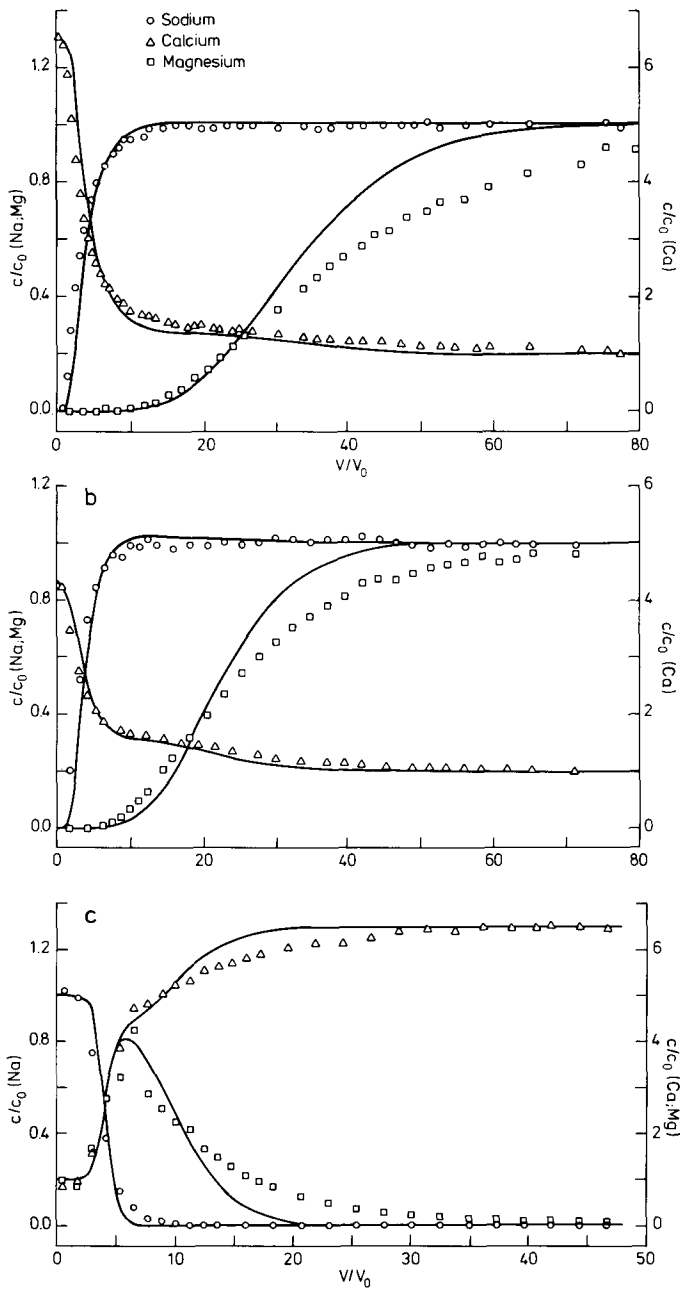 Sodium
Calcium
Magnesium
1.2
0.8
0.4
0.0
c/c₀ (Na;Mg)
6
4
2
0
c/c₀ (Ca)
0 20 40 60 80
V/V₀
b
1.2
0.8
0.4
0.0
c/c₀ (Na;Mg)
6
4
2
0
c/c₀ (Ca)
0 20 40 60 80
c
1.2
0.8
0.4
0.0
c/c₀ (Na)
6
4
2
0
c/c₀ (Ca;Mg)
0 10 20 30 40 50
V/V₀